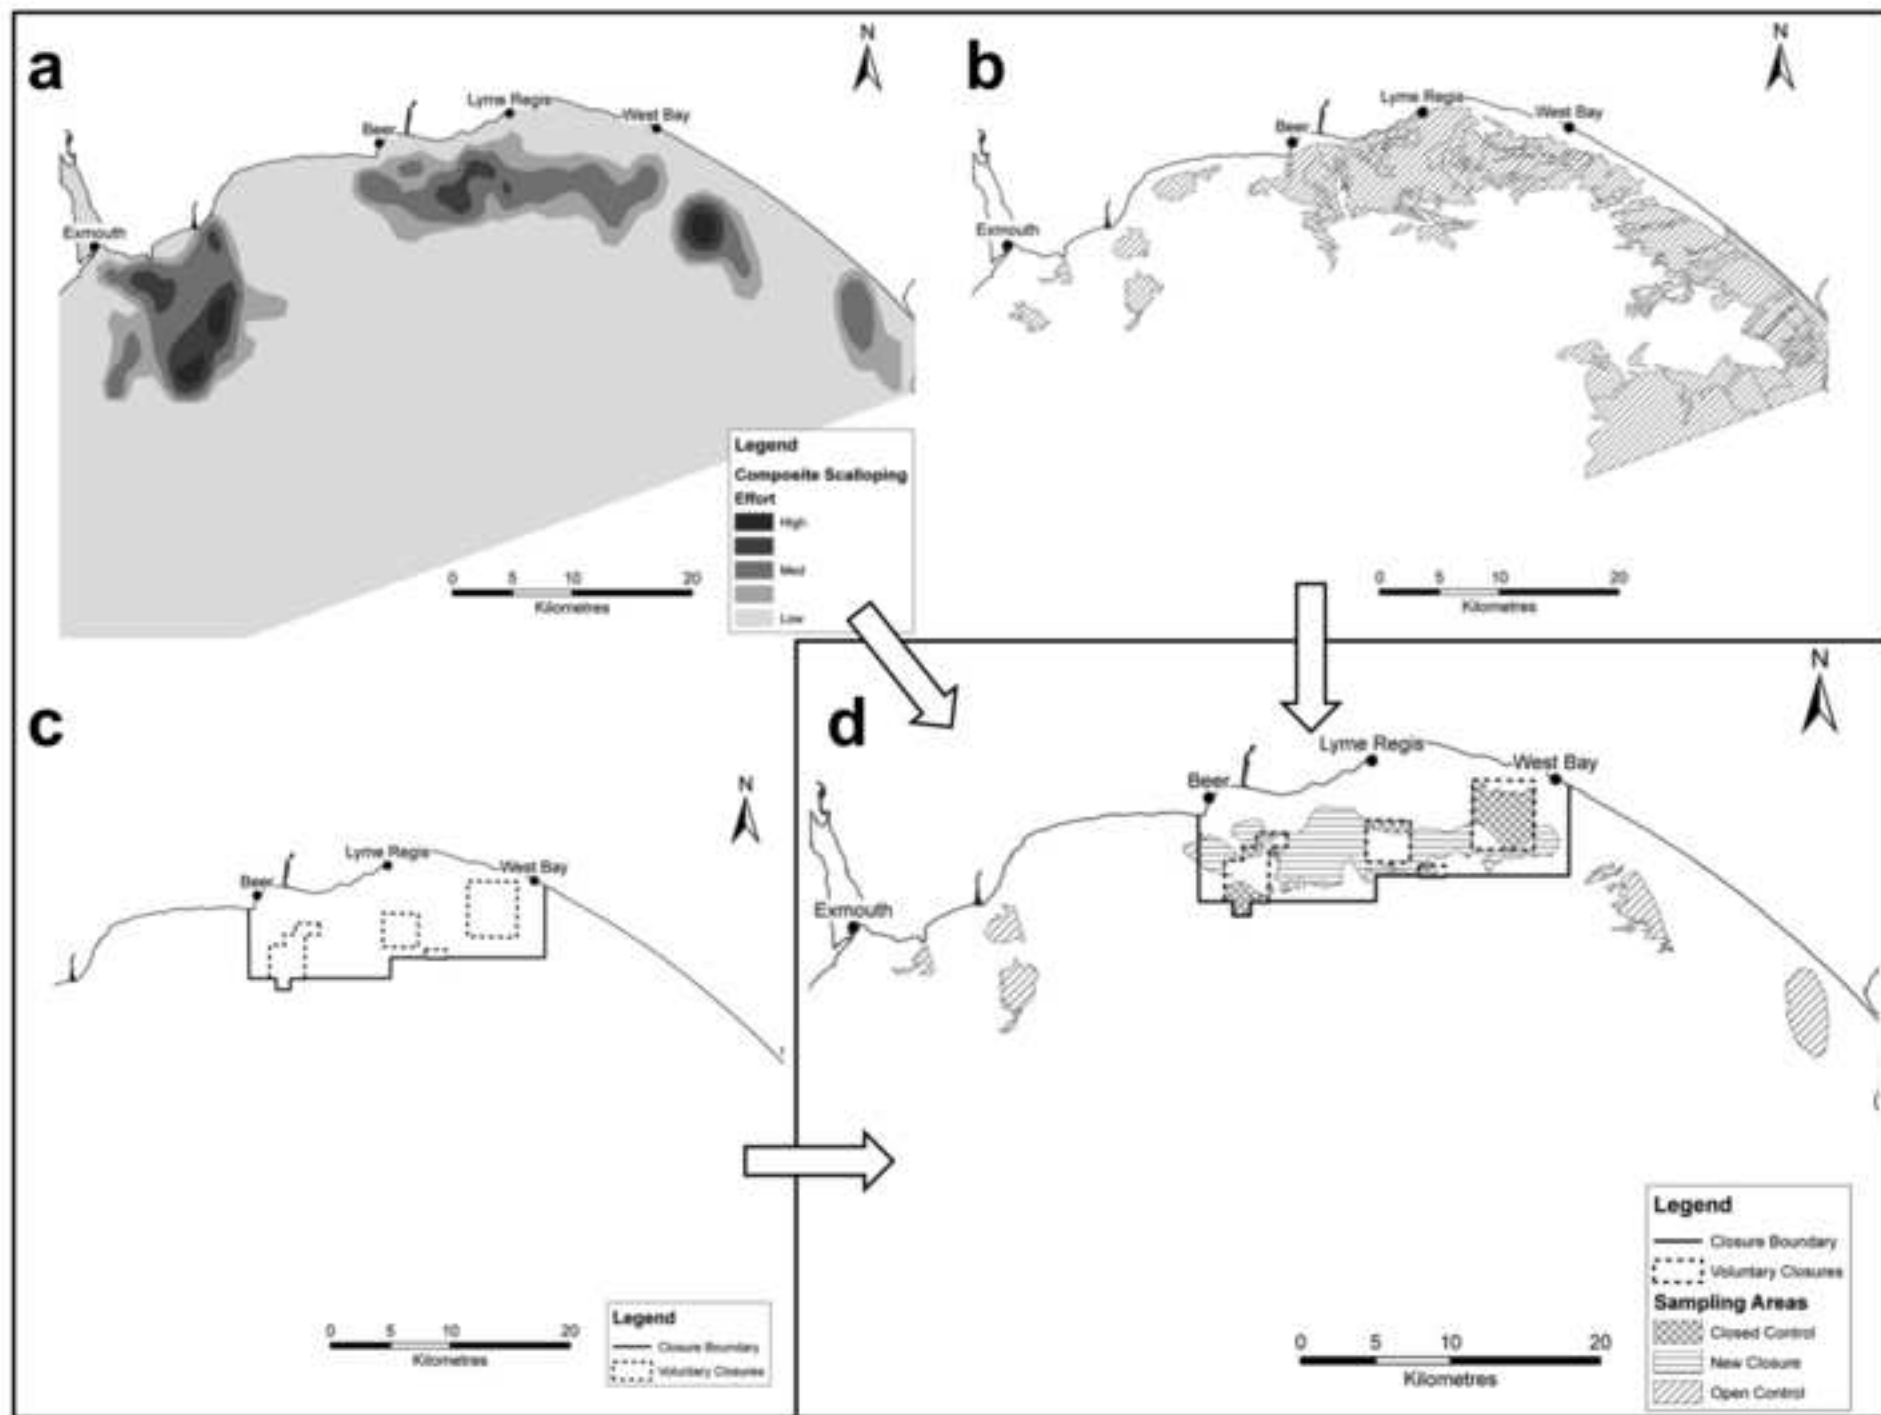 a
N
Lyme Regis
West Bay
Beer
Exmouth
Legend
Composite Scalloping
Effort
High
Med
Low
0 5 10 20
Kilometres
b
N
Lyme Regis
West Bay
Beer
Exmouth
0 5 10 20
Kilometres
c
N
Lyme Regis
West Bay
Beer
0 5 10 20
Kilometres
Legend
Closure Boundary
Voluntary Closures
d
N
Lyme Regis
West Bay
Beer
Exmouth
0 5 10 20
Kilometres
Legend
Closure Boundary
Voluntary Closures
Sampling Areas
Closed Control
New Closure
Open Control